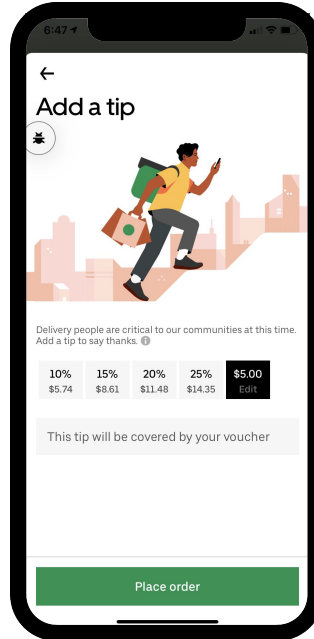 6:47
Add a tip
Delivery people are critical to our communities at this time.
Add a tip to say thanks.
10% 15% 20% 25% $5.00
$5.74 $8.61 $11.48 $14.35 Edit
This tip will be covered by your voucher
Place order